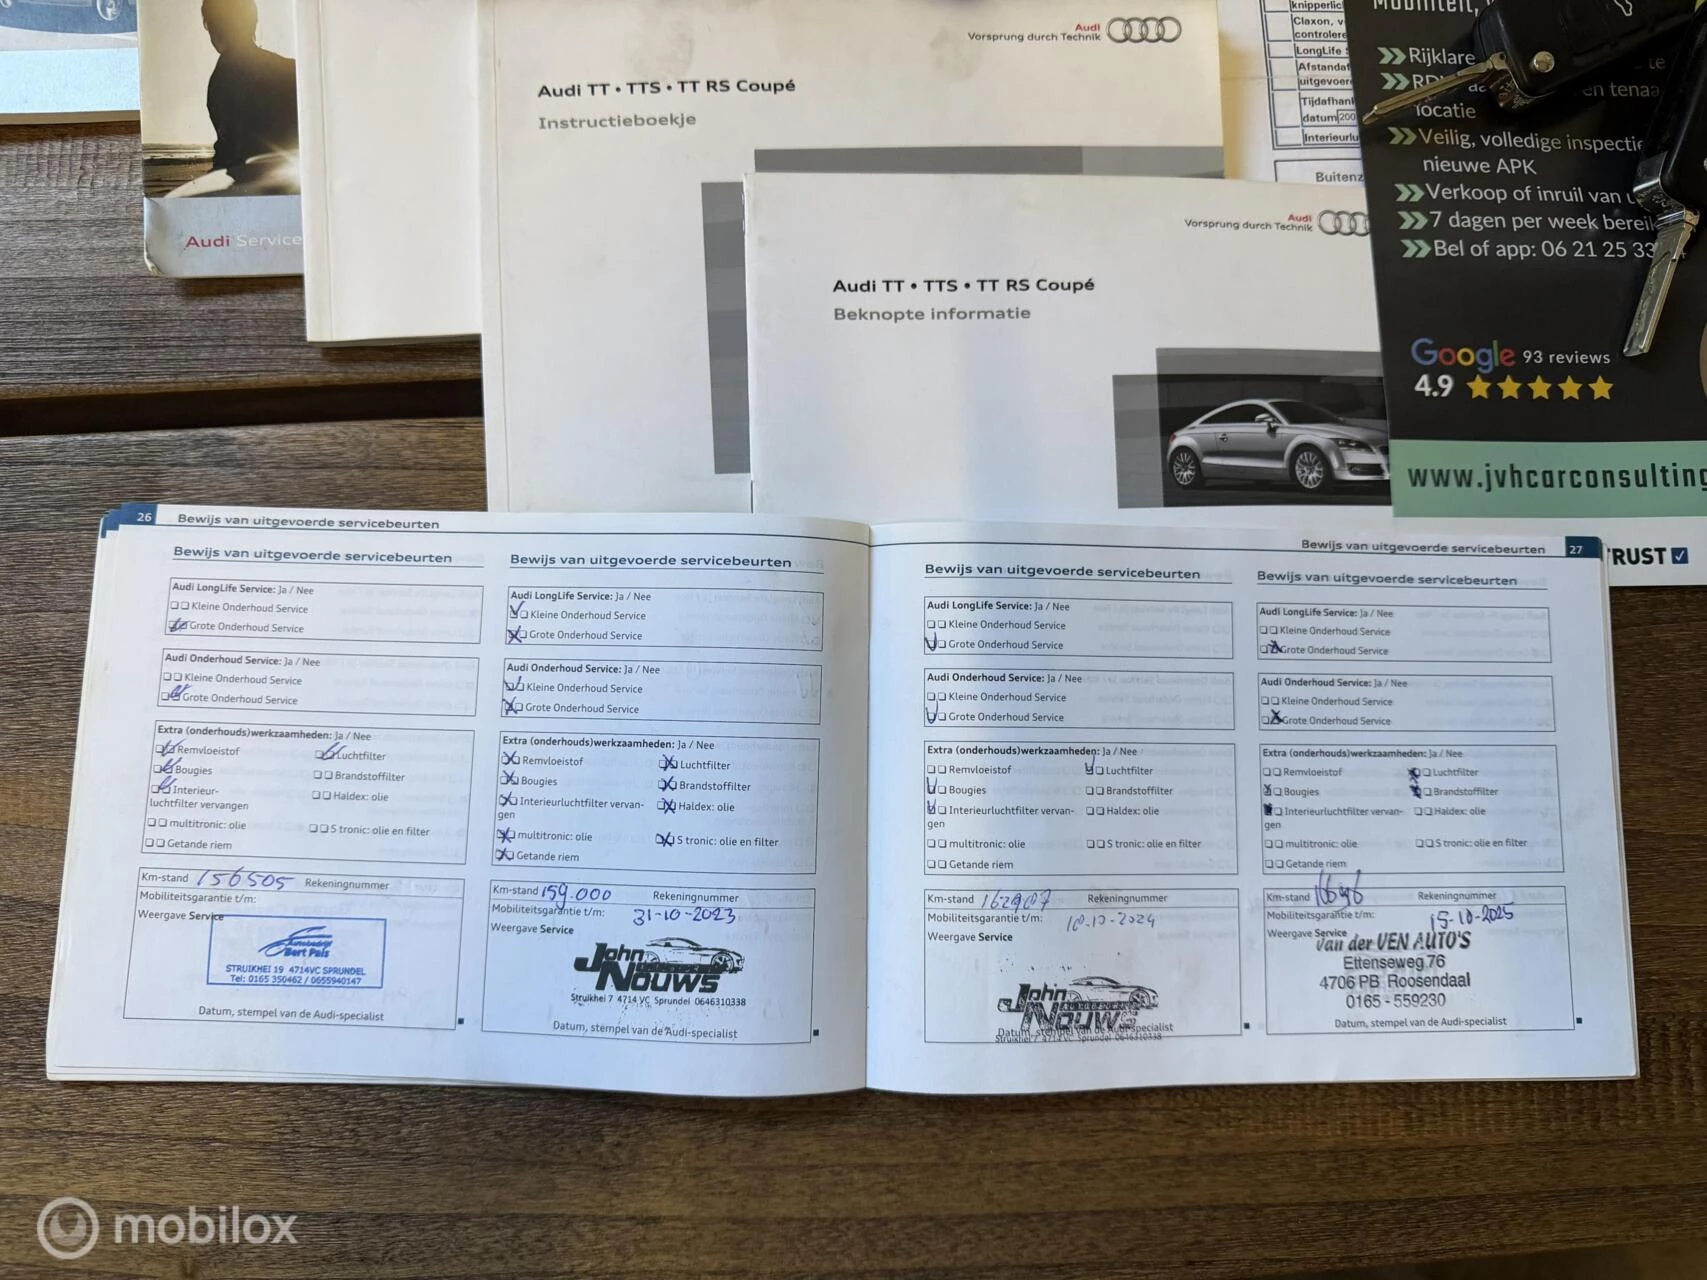 Audi Service
Audi
Vorsprung durch Technik
Audi TT • TTS • TT RS Coupé
Instructieboekje
Audi
Vorsprung durch Technik
Audi TT • TTS • TT RS Coupé
Beknopte informatie
Claxon, v
controlere
LongLife
Afstandaf
uitgevoer
Tijdafhank
datum 200
Interieurlu
Buitenz
Rijklare
locatie
Veilig, volledige inspectie
nieuwe APK
Verkoop of inruil van
7 dagen per week bereik
Bel of app: 06 21 25 33
Google 93 reviews
4.9
www.jvhcarconsulting
RUST
26 Bewijs van uitgevoerde servicebeurten
Bewijs van uitgevoerde servicebeurten
Audi LongLife Service: Ja / Nee
Kleine Onderhoud Service
Grote Onderhoud Service
Audi Onderhoud Service: Ja / Nee
Kleine Onderhoud Service
Grote Onderhoud Service
Extra (onderhouds)werkzaamheden: Ja / Nee
Remvloeistof Luchtfilter
Bougies Brandstoffilter
Interieur- Haldex: olie
luchtfilter vervangen
multitronic: olie S tronic: olie en filter
Getande riem
Km-stand 156505 Rekeningnummer
Mobiliteitsgarantie t/m:
Weergave Service
Autobedrijf
Bert Pals
STRUIKHEI 19 4714VC SPRUNDEL
Tel: 0165 350462 / 0655940147
Datum, stempel van de Audi-specialist
Bewijs van uitgevoerde servicebeurten
Audi LongLife Service: Ja / Nee
Kleine Onderhoud Service
Grote Onderhoud Service
Audi Onderhoud Service: Ja / Nee
Kleine Onderhoud Service
Grote Onderhoud Service
Extra (onderhouds)werkzaamheden: Ja / Nee
Remvloeistof Luchtfilter
Bougies Brandstoffilter
Interieurluchtfilter vervan- Haldex: olie
gen
multitronic: olie S tronic: olie en filter
Getande riem
Km-stand 159.000 Rekeningnummer
Mobiliteitsgarantie t/m: 31-10-2023
Weergave Service
John
Nouws
Struikhei 7 4714 VC Sprundel 0646310338
Datum, stempel van de Audi-specialist
Bewijs van uitgevoerde servicebeurten 27
Bewijs van uitgevoerde servicebeurten
Audi LongLife Service: Ja / Nee
Kleine Onderhoud Service
Grote Onderhoud Service
Audi Onderhoud Service: Ja / Nee
Kleine Onderhoud Service
Grote Onderhoud Service
Extra (onderhouds)werkzaamheden: Ja / Nee
Remvloeistof Luchtfilter
Bougies Brandstoffilter
Interieurluchtfilter vervan- Haldex: olie
gen
multitronic: olie S tronic: olie en filter
Getande riem
Km-stand Rekeningnummer
Mobiliteitsgarantie t/m: 10-10-2024
Weergave Service
John
Nouws
Datum, stempel van de Audi-specialist
Struikhei 7 4714 VC Sprundel 0646310338
Bewijs van uitgevoerde servicebeurten
Audi LongLife Service: Ja / Nee
Kleine Onderhoud Service
Grote Onderhoud Service
Audi Onderhoud Service: Ja / Nee
Kleine Onderhoud Service
Grote Onderhoud Service
Extra (onderhouds)werkzaamheden: Ja / Nee
Remvloeistof Luchtfilter
Bougies Brandstoffilter
Interieurluchtfilter vervan- Haldex: olie
gen
multitronic: olie S tronic: olie en filter
Getande riem
Km-stand Rekeningnummer
Mobiliteitsgarantie t/m: 15-10-2025
Weergave Service
Van der VEN AUTO'S
Ettenseweg 76
4706 PB Roosendaal
0165 - 559230
Datum, stempel van de Audi-specialist
mobilox